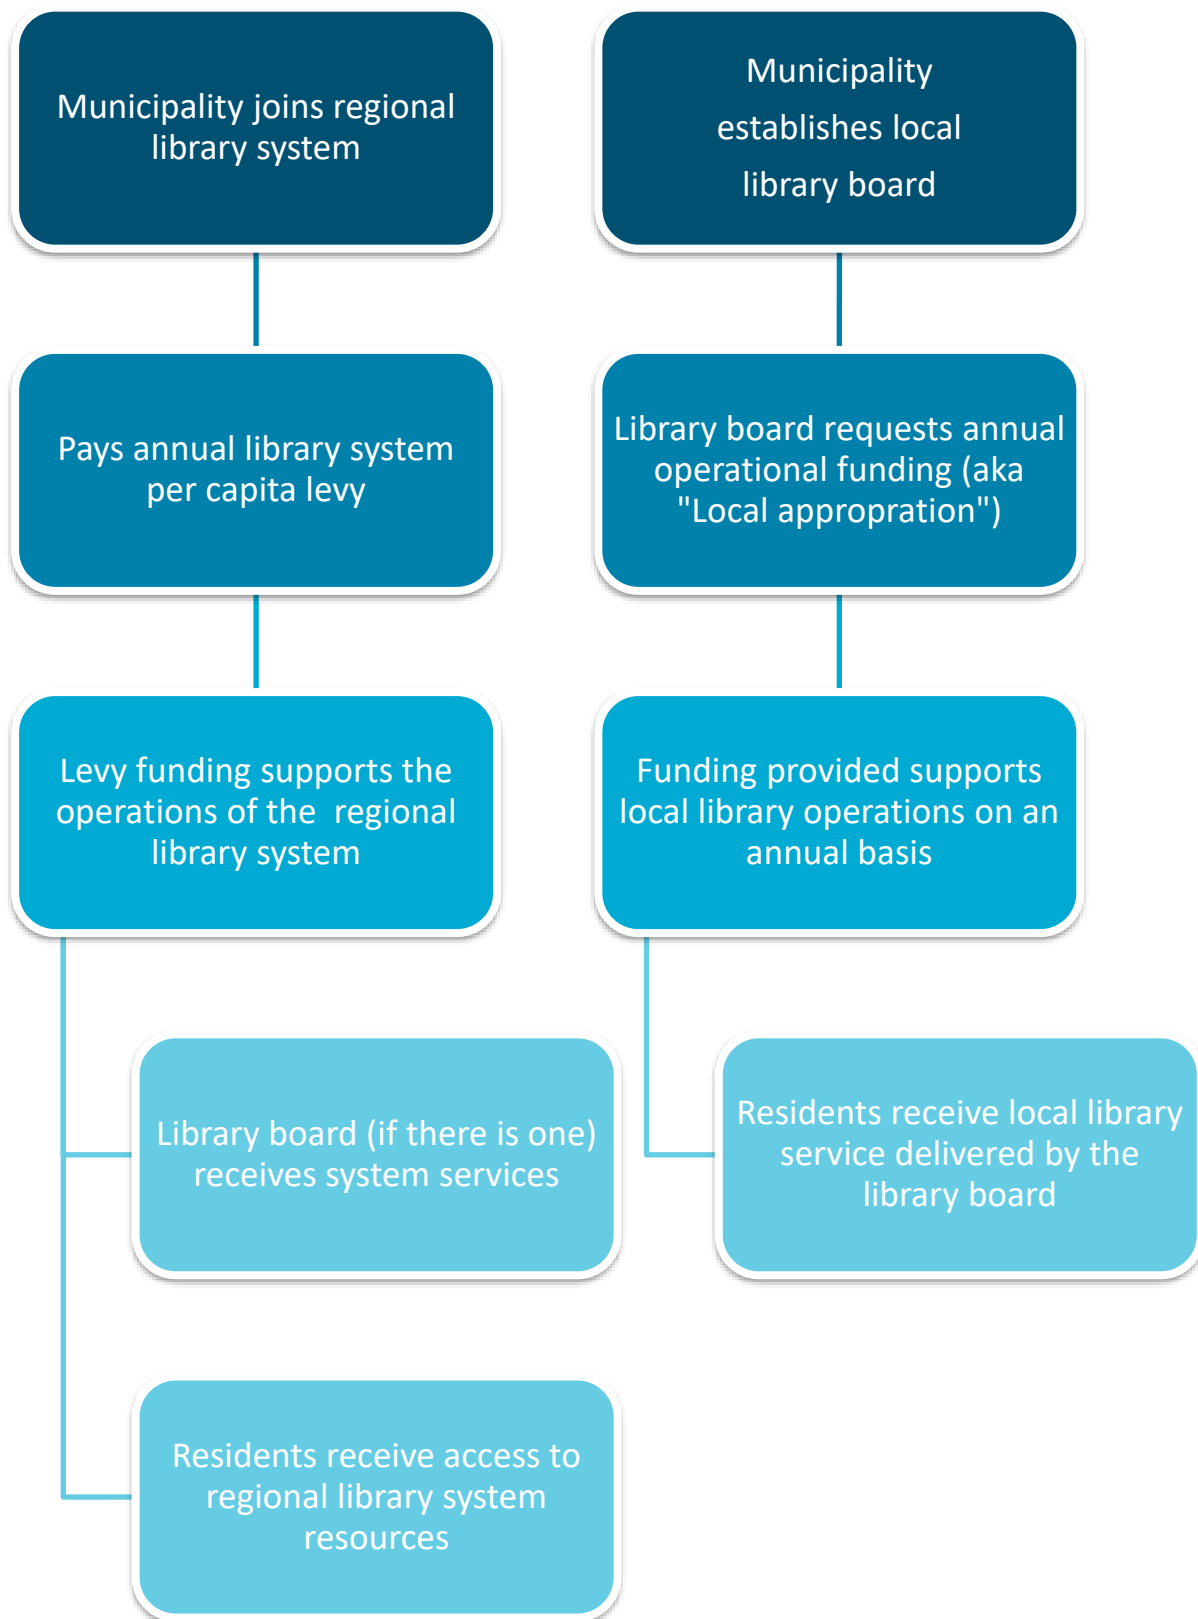 Municipality joins regional
library system
Pays annual library system
per capita levy
Levy funding supports the
operations of the  regional
library system
Library board (if there is one)
receives system services
Residents receive access to
regional library system
resources
Municipality
establishes local
library board
Library board requests annual
operational funding (aka
"Local appropration")
Funding provided supports
local library operations on an
annual basis
Residents receive local library
service delivered by the
library board